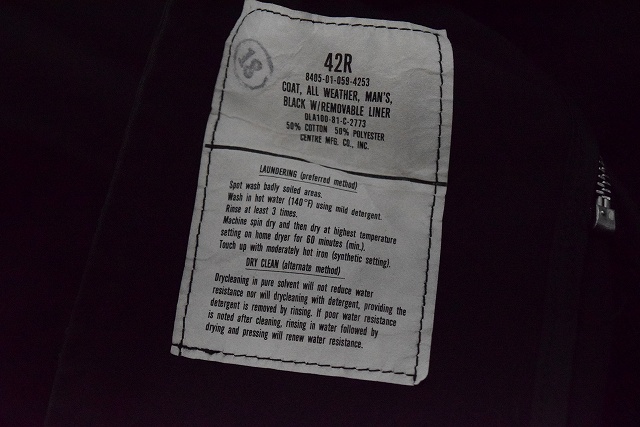 18
42R
8405-01-059-4253
COAT, ALL WEATHER, MAN'S,
BLACK W/REMOVABLE LINER
DLA100-81-C-2773
50% COTTON 50% POLYESTER
CENTRE MFG. CO., INC.
LAUNDERING (preferred method)
Spot wash badly soiled areas.
Wash in hot water (140°F) using mild detergent.
Rinse at least 3 times.
Machine spin dry and then dry at highest temperature
setting on home dryer for 60 minutes (min.).
Touch up with moderately hot iron (synthetic setting).
DRY CLEAN (alternate method)
Drycleaning in pure solvent will not reduce water
resistance nor will drycleaning with detergent, providing the
detergent is removed by rinsing. If poor water resistance
is noted after cleaning, rinsing in water followed by
drying and pressing will renew water resistance.